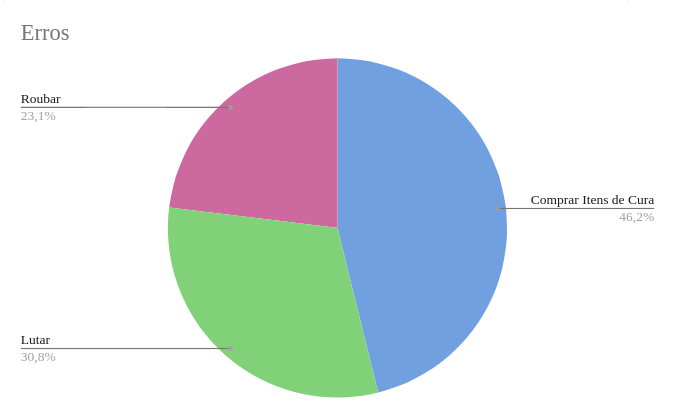 Erros
Roubar
23,1%
Comprar Itens de Cura
46,2%
Lutar
30,8%